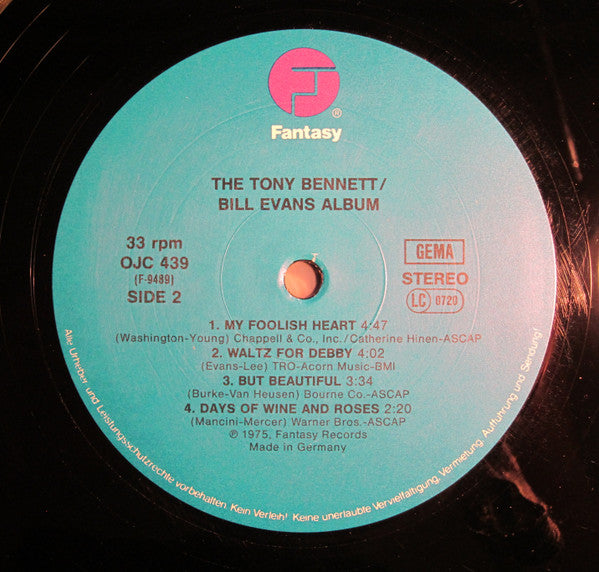 ®
Fantasy
THE TONY BENNETT/
BILL EVANS ALBUM
33 rpm
OJC 439
(F-9489)
SIDE 2
GEMA
STEREO
LC 0720
1. MY FOOLISH HEART 4:47
(Washington-Young) Chappell & Co., Inc./Catherine Hinen-ASCAP
2. WALTZ FOR DEBBY 4:02
(Evans-Lee) TRO-Acorn Music-BMI
3. BUT BEAUTIFUL 3:34
(Burke-Van Heusen) Bourne Co.-ASCAP
4. DAYS OF WINE AND ROSES 2:20
(Mancini-Mercer) Warner Bros.-ASCAP
℗ 1975, Fantasy Records
Made in Germany
Alle Urheber und Leistungsschutzrechte vorbehalten. Kein Verleih! Keine unerlaubte Vervielfältigung, Vermietung, Aufführung und Sendung!